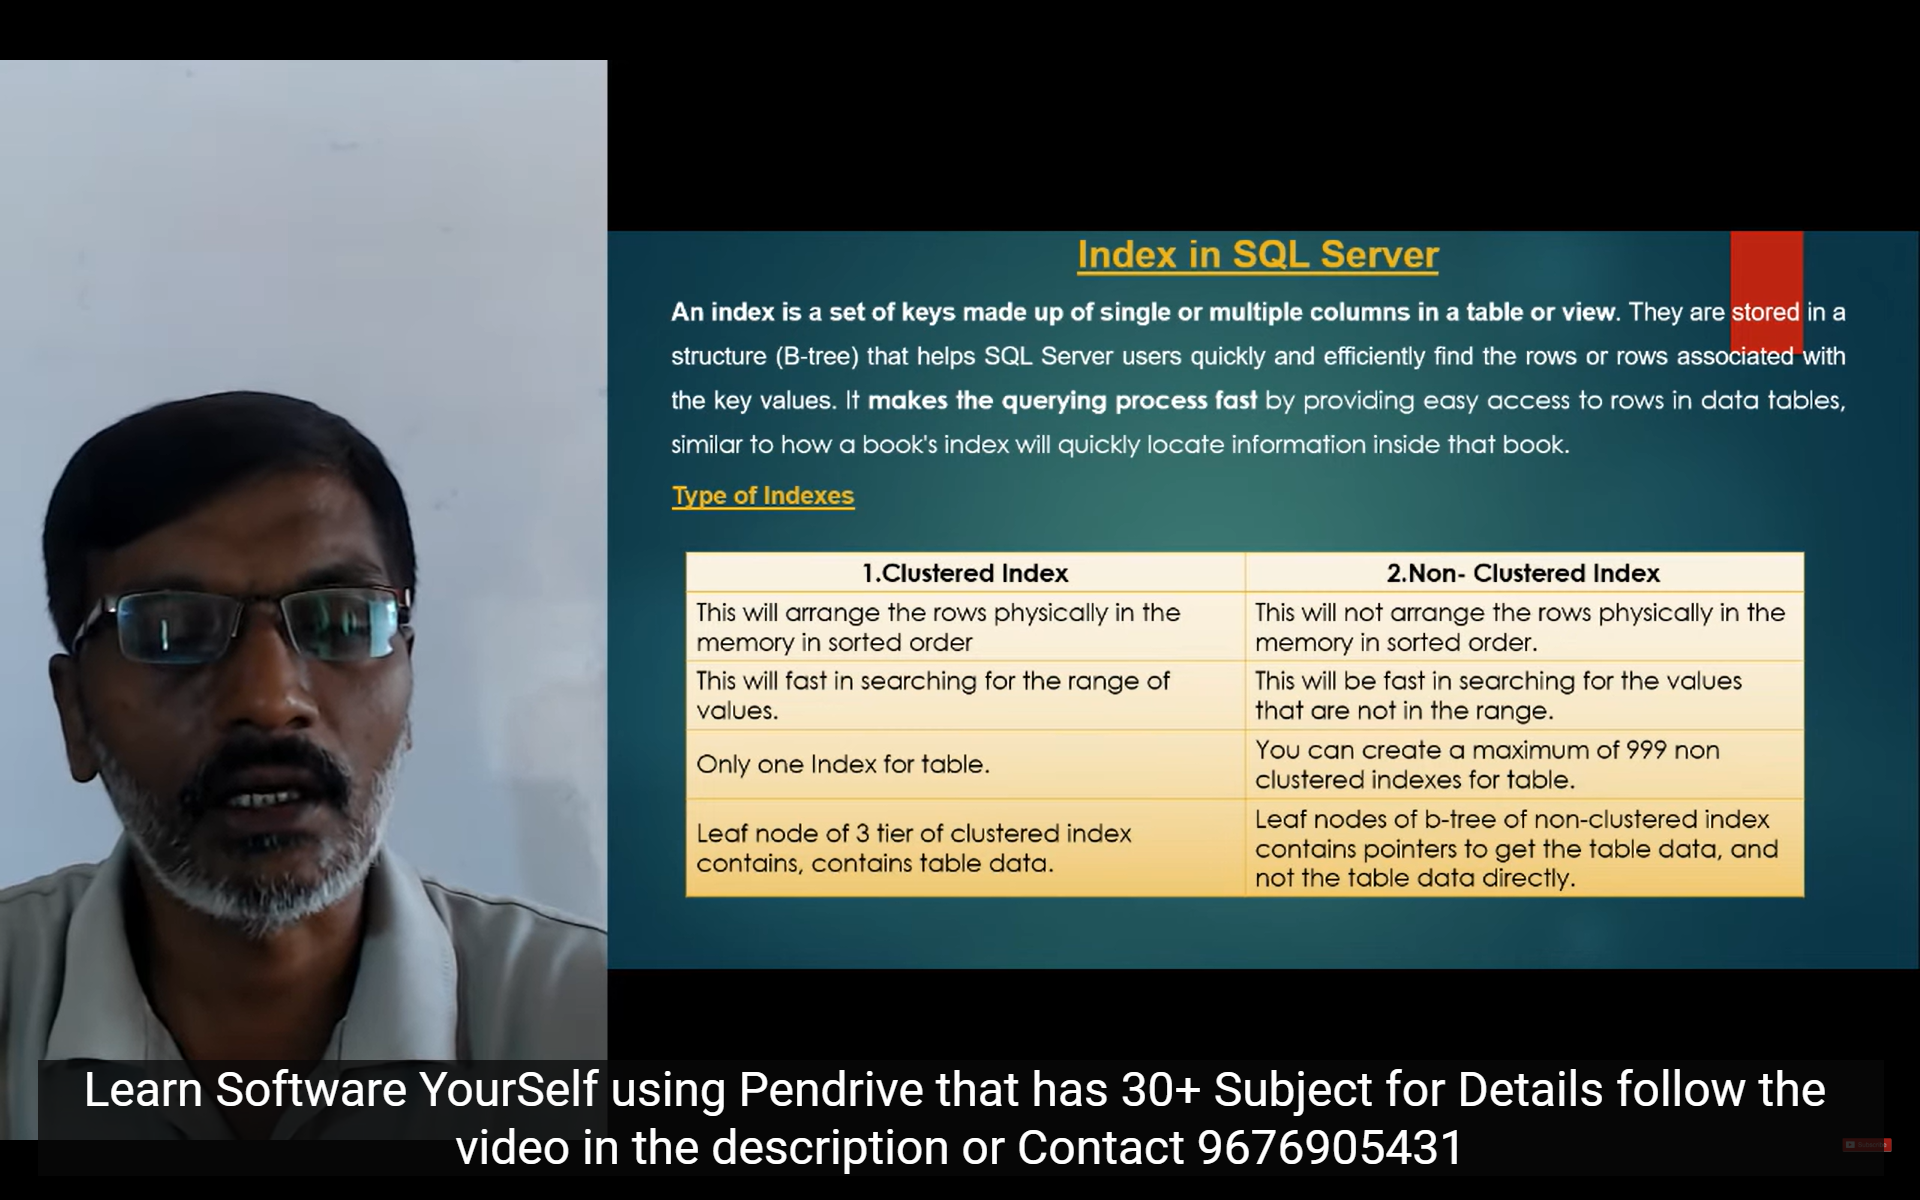 Index in SQL Server
An index is a set of keys made up of single or multiple columns in a table or view. They are stored in a
structure (B-tree) that helps SQL Server users quickly and efficiently find the rows or rows associated with
the key values. It makes the querying process fast by providing easy access to rows in data tables,
similar to how a book's index will quickly locate information inside that book.
Type of Indexes
1.Clustered Index
2.Non- Clustered Index
This will arrange the rows physically in the
memory in sorted order
This will not arrange the rows physically in the
memory in sorted order.
This will fast in searching for the range of
values.
This will be fast in searching for the values
that are not in the range.
Only one Index for table.
You can create a maximum of 999 non
clustered indexes for table.
Leaf node of 3 tier of clustered index
contains, contains table data.
Leaf nodes of b-tree of non-clustered index
contains pointers to get the table data, and
not the table data directly.
Learn Software YourSelf using Pendrive that has 30+ Subject for Details follow the
video in the description or Contact 9676905431